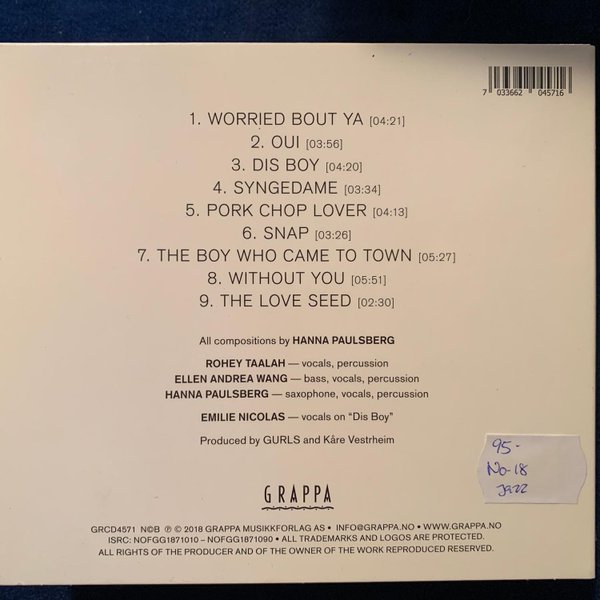 7 033662 045716
1. WORRIED BOUT YA [04:21]
2. OUI [03:56]
3. DIS BOY [04:20]
4. SYNGEDAME [03:34]
5. PORK CHOP LOVER [04:13]
6. SNAP [03:26]
7. THE BOY WHO CAME TO TOWN [05:27]
8. WITHOUT YOU [05:51]
9. THE LOVE SEED [02:30]
All compositions by HANNA PAULSBERG
ROHEY TAALAH — vocals, percussion
ELLEN ANDREA WANG — bass, vocals, percussion
HANNA PAULSBERG — saxophone, vocals, percussion
EMILIE NICOLAS — vocals on “Dis Boy”
Produced by GURLS and Kåre Vestrheim
95-
No-18
Jazz
GRAPPA
GRCD4571 N©B ℗ © 2018 GRAPPA MUSIKKFORLAG AS • INFO@GRAPPA.NO • WWW.GRAPPA.NO
ISRC: NOFGG1871010 – NOFGG1871090 • ALL TRADEMARKS AND LOGOS ARE PROTECTED.
ALL RIGHTS OF THE PRODUCER AND OF THE OWNER OF THE WORK REPRODUCED RESERVED.